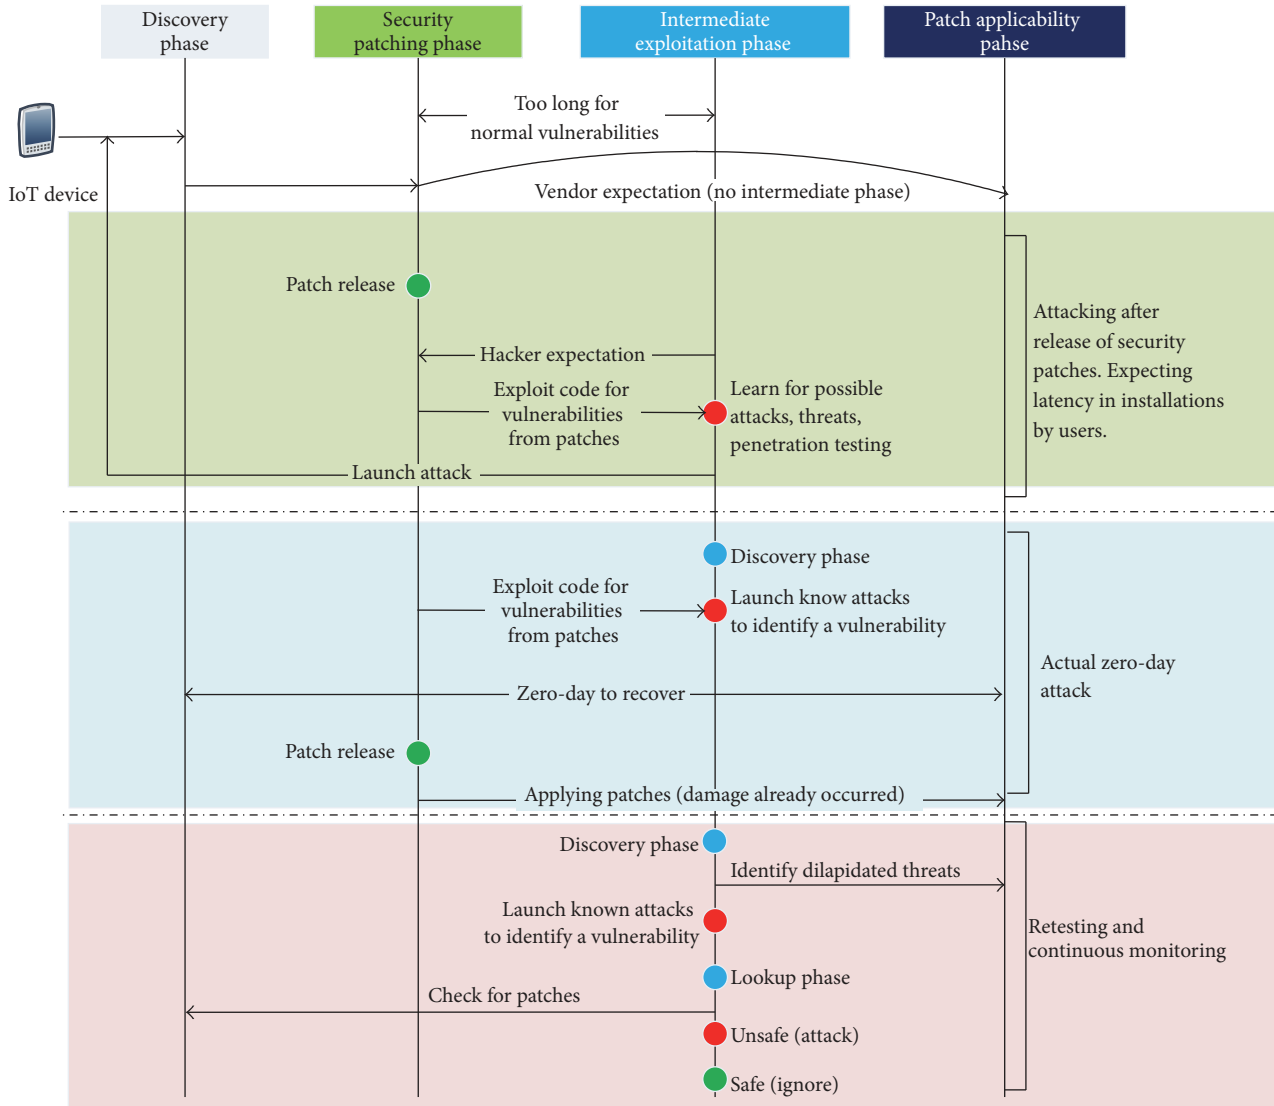 Discovery
phase
Security
patching phase
Intermediate
exploitation phase
Patch applicability
pahse
Too long for
normal vulnerabilities
IoT device
Vendor expectation (no intermediate phase)
Patch release
Attacking after
release of security
patches. Expecting
latency in installations
by users.
Hacker expectation
Exploit code for
vulnerabilities
from patches
Learn for possible
attacks, threats,
penetration testing
Launch attack
Discovery phase
Exploit code for
vulnerabilities
from patches
Launch know attacks
to identify a vulnerability
Actual zero-day
attack
Zero-day to recover
Patch release
Applying patches (damage already occurred)
Discovery phase
Identify dilapidated threats
Launch known attacks
to identify a vulnerability
Retesting and
continuous monitoring
Lookup phase
Check for patches
Unsafe (attack)
Safe (ignore)